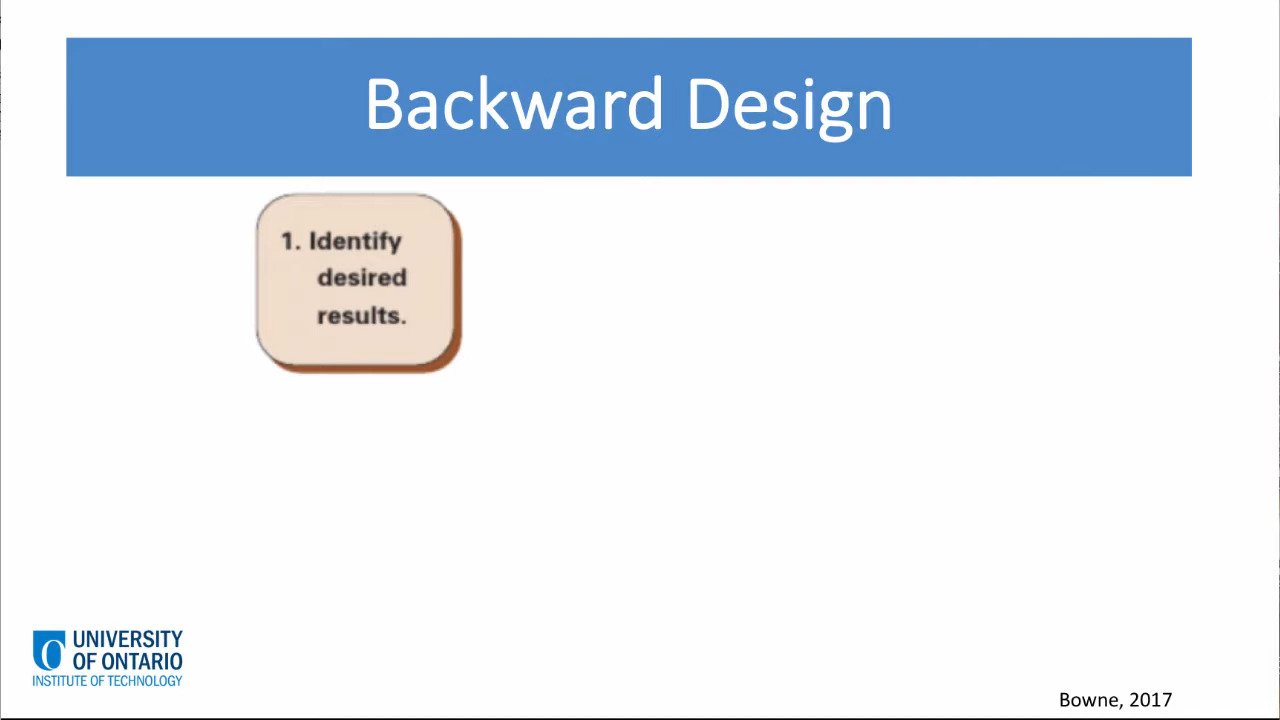 Backward Design
1. Identify
desired
results.
UNIVERSITY
OF ONTARIO
INSTITUTE OF TECHNOLOGY
Bowne, 2017